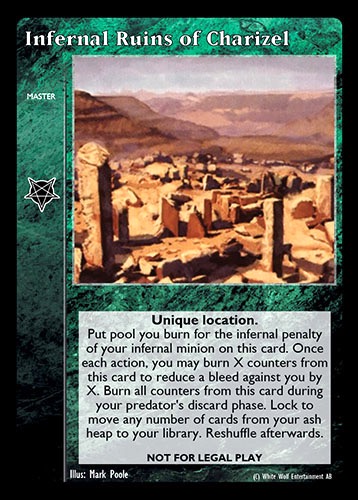 Infernal Ruins of Charizel
MASTER
Unique location.
Put pool you burn for the infernal penalty
of your infernal minion on this card. Once
each action, you may burn X counters from
this card to reduce a bleed against you by
X. Burn all counters from this card during
your predator's discard phase. Lock to
move any number of cards from your ash
heap to your library. Reshuffle afterwards.
NOT FOR LEGAL PLAY
Illus: Mark Poole
(C) White Wolf Entertainment AB